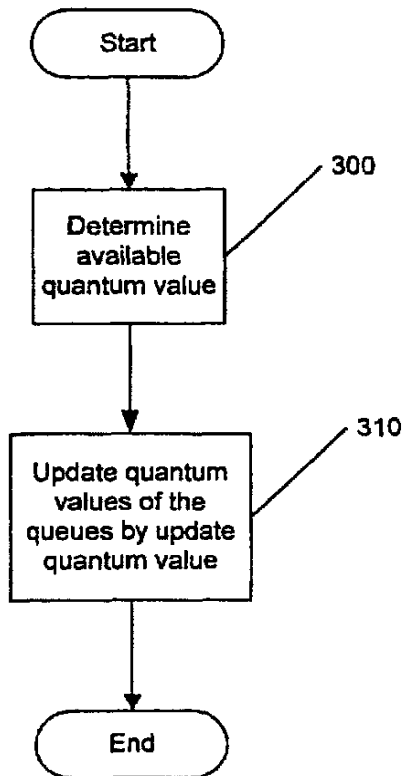 Start
300
Determine
available
quantum value
310
Update quantum
values of the
queues by update
quantum value
End